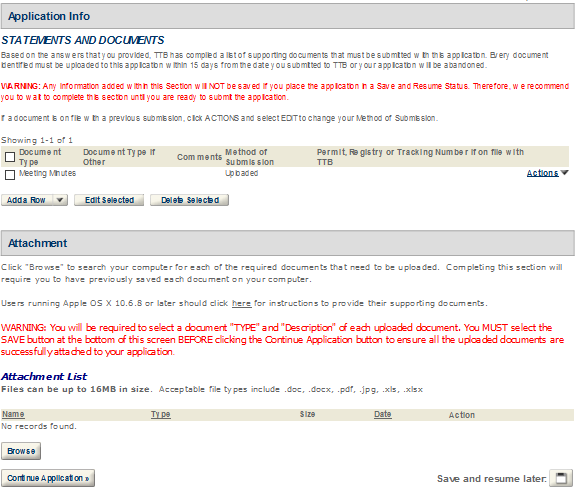 Application Info
STATEMENTS AND DOCUMENTS
Based on the answers that you provided, TTB has compiled a list of supporting documents that must be submitted with this application. Every document
identified must be uploaded to this application within 15 days from the date you submitted to TTB or your application will be abandoned.
WARNING: Any information added within this Section will NOT be saved if you place the application in a Save and Resume Status. Therefore, we recommend
you to wait to complete this section until you are ready to submit the application.
If a document is on file with a previous submission, click ACTIONS and select EDIT to change your Method of Submission.
Showing 1-1 of 1
Document Type Document Type If Other Comments Method of Submission Permit, Registry or Tracking Number if on file with TTB
Meeting Minutes Uploaded Actions
Add a Row Edit Selected Delete Selected
Attachment
Click "Browse" to search your computer for each of the required documents that need to be uploaded. Completing this section will
require you to have previously saved each document on your computer.
Users running Apple OS X 10.6.8 or later should click here for instructions to provide their supporting documents.
WARNING: You will be required to select a document "TYPE" and "Description" of each uploaded document. You MUST select the
SAVE button at the bottom of this screen BEFORE clicking the Continue Application button to ensure all the uploaded documents are
successfully attached to your application.
Attachment List
Files can be up to 16MB in size. Acceptable file types include .doc, .docx, .pdf, .jpg, .xls, .xlsx
Name Type Size Date Action
No records found.
Browse
Continue Application » Save and resume later: